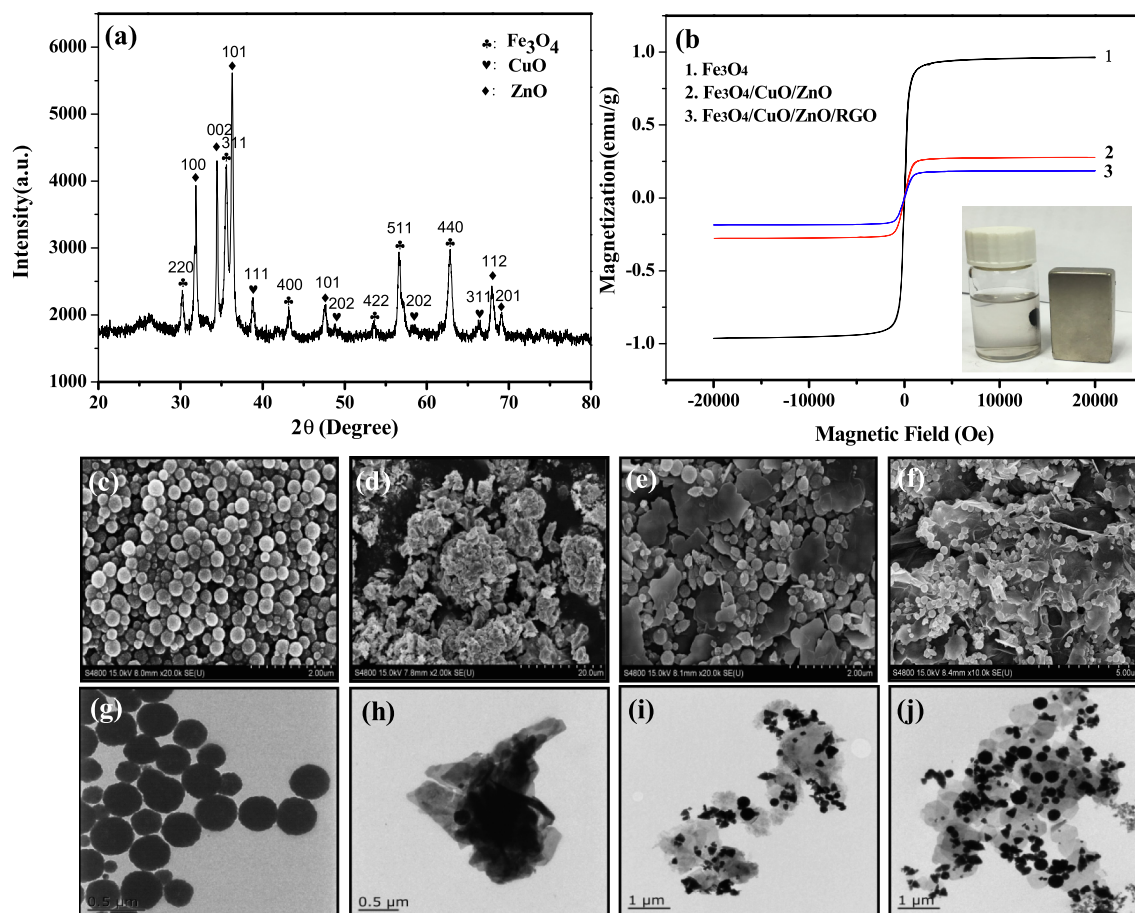 (a)
6000
5000
4000
3000
2000
1000
Intensity(a.u.)
20 30 40 50 60 70 80
2θ (Degree)
♣: Fe3O4
♥: CuO
♦: ZnO
220
100
002
311
101
111
400
101
202
422
511
202
440
311
112
201
(b)
1.0
0.5
0.0
-0.5
-1.0
Magnetization(emu/g)
-20000 -10000 0 10000 20000
Magnetic Field (Oe)
1. Fe3O4
2. Fe3O4/CuO/ZnO
3. Fe3O4/CuO/ZnO/RGO
1
2
3
(c)
S4800 15.0kV 8.0mm x20.0k SE(U) 2.00um
(d)
S4800 15.0kV 7.8mm x2.00k SE(U) 20.0um
(e)
S4800 15.0kV 8.1mm x20.0k SE(U) 2.00um
(f)
S4800 15.0kV 8.4mm x10.0k SE(U) 5.00um
(g)
0.5 µm
(h)
0.5 µm
(i)
1 µm
(j)
1 µm